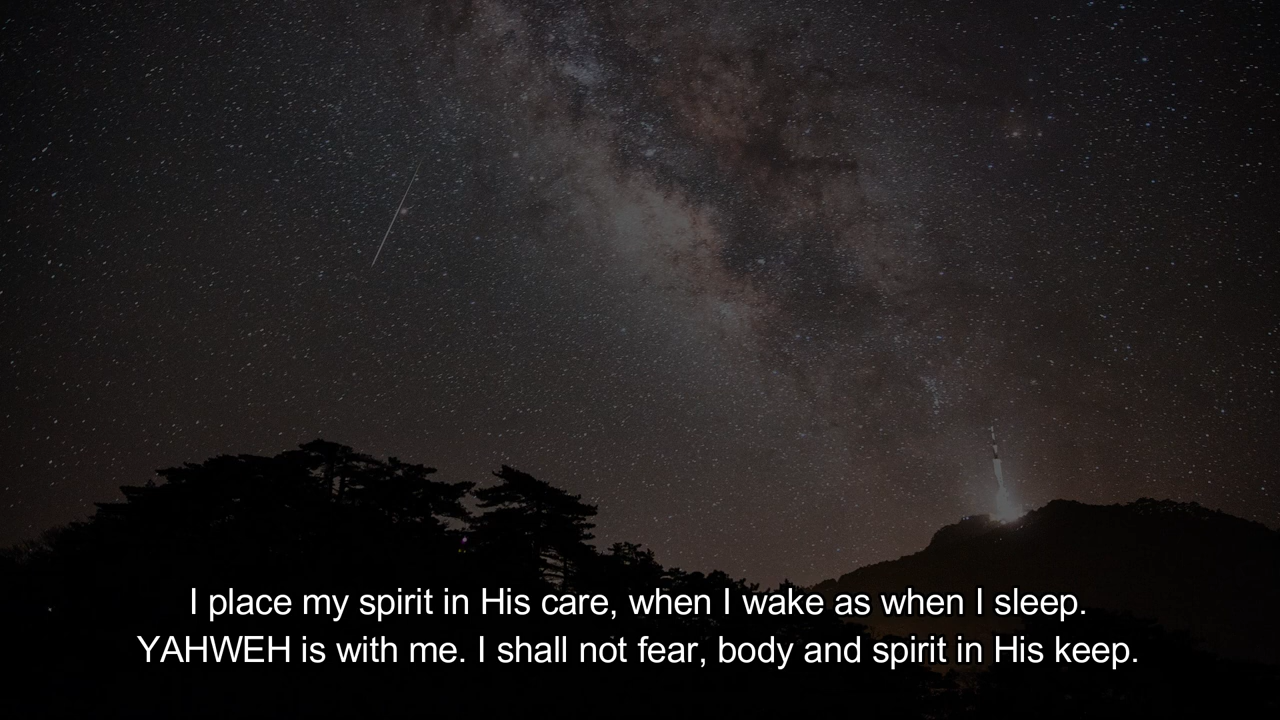 I place my spirit in His care, when I wake as when I sleep.
YAHWEH is with me. I shall not fear, body and spirit in His keep.